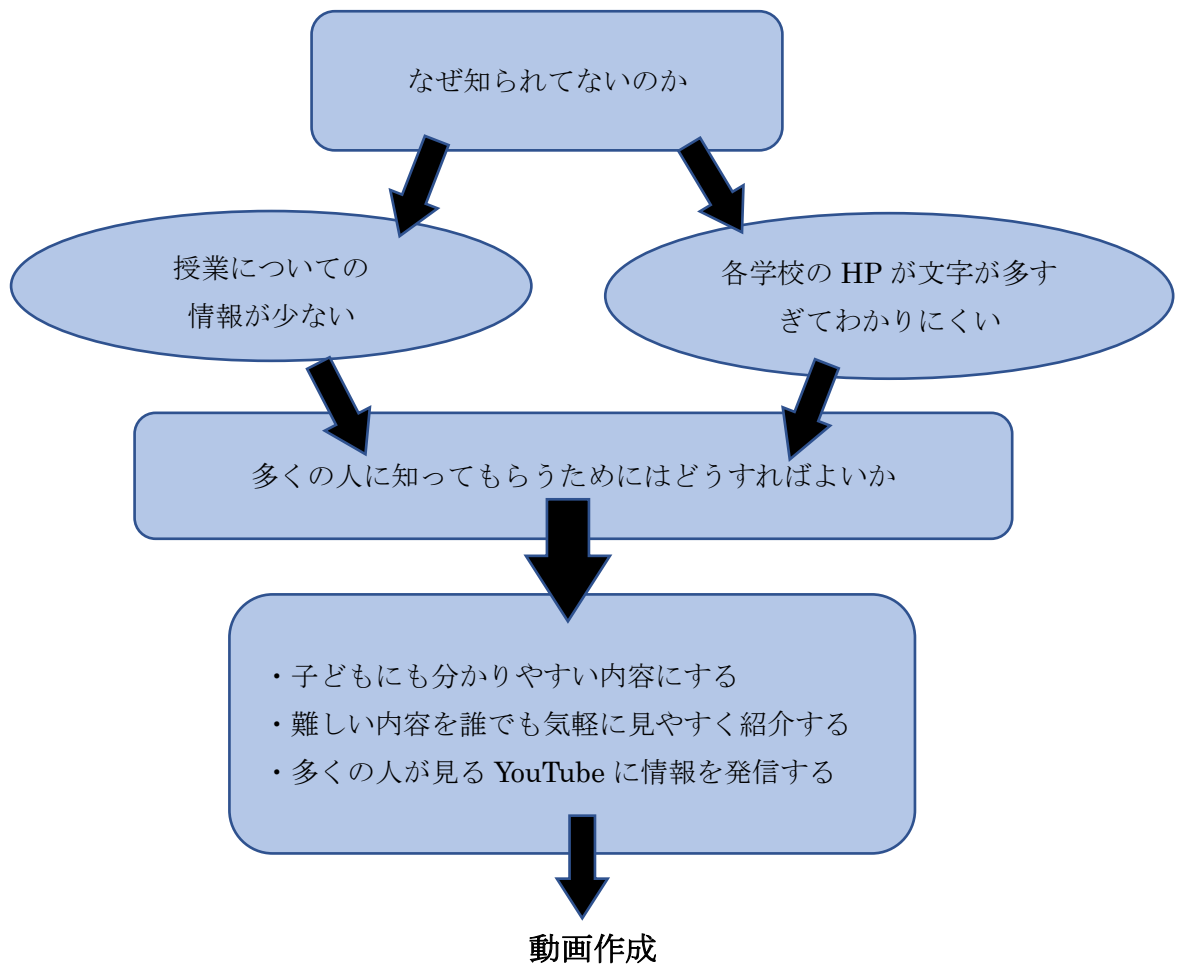 なぜ知られてないのか
授業についての
情報が少ない
各学校の HP が文字が多す
ぎてわかりにくい
多くの人に知ってもらうためにはどうすればよいか
・子どもにも分かりやすい内容にする
・難しい内容を誰でも気軽に見やすく紹介する
・多くの人が見る YouTube に情報を発信する
動画作成